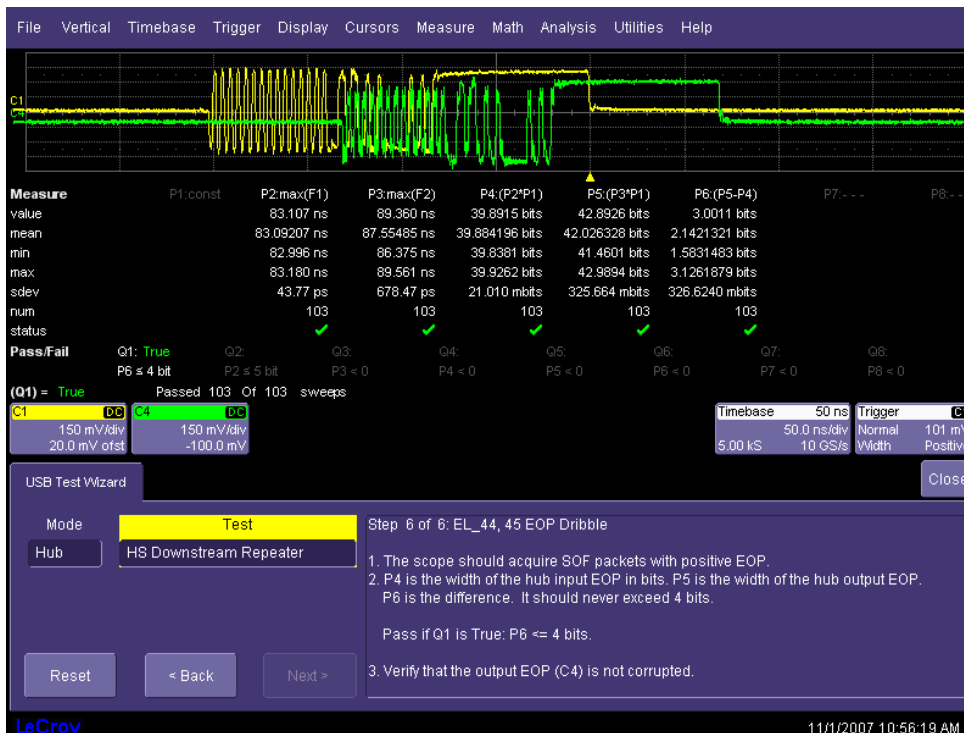 File Vertical Timebase Trigger Display Cursors Measure Math Analysis Utilities Help
C1
C4
Measure P1:const P2:max(F1) P3:max(F2) P4:(P2*P1) P5:(P3*P1) P6:(P5-P4) P7:- - - P8:- -
value 83.107 ns 89.360 ns 39.8915 bits 42.8926 bits 3.0011 bits
mean 83.09207 ns 87.55485 ns 39.884196 bits 42.026328 bits 2.1421321 bits
min 82.996 ns 86.375 ns 39.8381 bits 41.4601 bits 1.5831483 bits
max 83.180 ns 89.561 ns 39.9262 bits 42.9894 bits 3.1261879 bits
sdev 43.77 ps 678.47 ps 21.010 mbits 325.664 mbits 326.6240 mbits
num 103 103 103 103 103
status
Pass/Fail Q1: True Q2: Q3: Q4: Q5: Q6: Q7: Q8:
P6 ≤ 4 bit P2 ≤ 5 bit P3 < 0 P4 < 0 P5 < 0 P6 < 0 P7 < 0 P8 < 0
(Q1) = True Passed 103 Of 103 sweeps
C1 DC C4 DC Timebase 50 ns Trigger C
150 mV/div 150 mV/div 50.0 ns/div Normal 101 mV
20.0 mV ofst -100.0 mV 5.00 kS 10 GS/s Width Positiv
USB Test Wizard Close
Mode Test
Hub HS Downstream Repeater
Step 6 of 6: EL_44, 45 EOP Dribble
1. The scope should acquire SOF packets with positive EOP.
2. P4 is the width of the hub input EOP in bits. P5 is the width of the hub output EOP.
P6 is the difference. It should never exceed 4 bits.
Pass if Q1 is True: P6 <= 4 bits.
3. Verify that the output EOP (C4) is not corrupted.
Reset < Back Next >
LeCroy 11/1/2007 10:56:19 AM